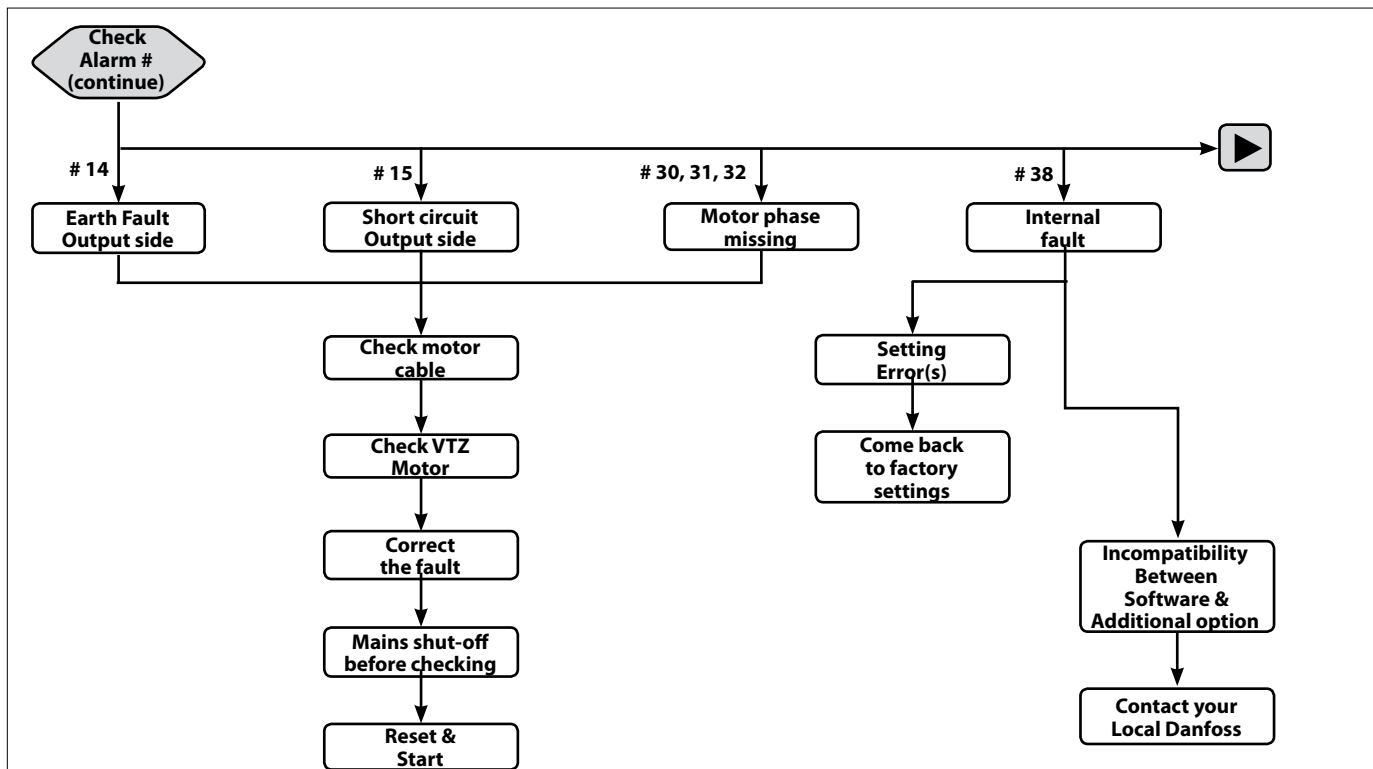 Check
Alarm #
(continue)
# 14
# 15
# 30, 31, 32
# 38
Earth Fault
Output side
Short circuit
Output side
Motor phase
missing
Internal
fault
Check motor
cable
Setting
Error(s)
Check VTZ
Motor
Come back
to factory
settings
Correct
the fault
Incompatibility
Between
Software &
Additional option
Mains shut-off
before checking
Contact your
Local Danfoss
Reset &
Start